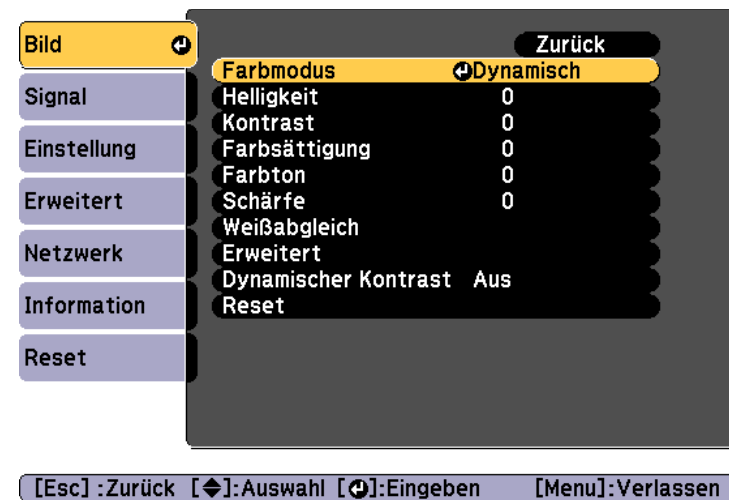 Bild
Signal
Einstellung
Erweitert
Netzwerk
Information
Reset
Zurück
Farbmodus Dynamisch
Helligkeit 0
Kontrast 0
Farbsättigung 0
Farbton 0
Schärfe 0
Weißabgleich
Erweitert
Dynamischer Kontrast Aus
Reset
[Esc] :Zurück [◆]:Auswahl [↵]:Eingeben [Menu]:Verlassen